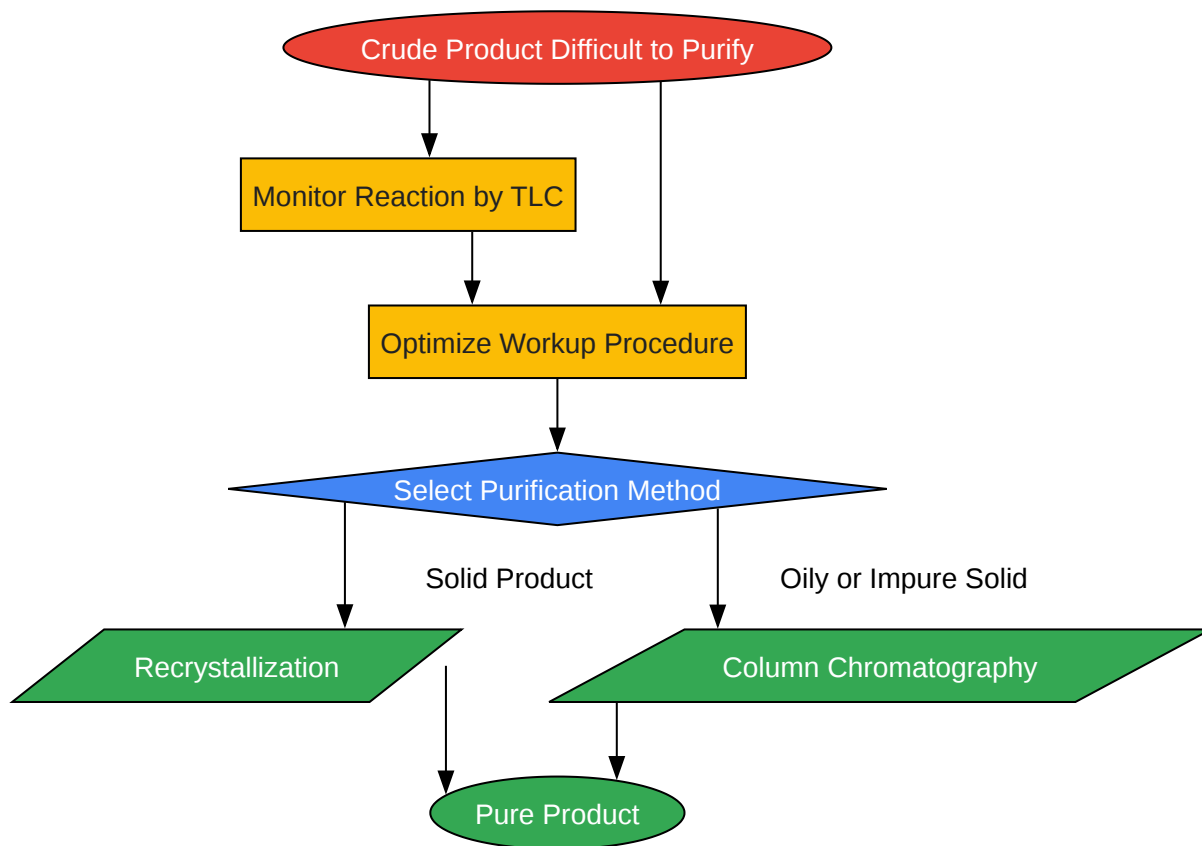 Crude Product Difficult to Purify
Monitor Reaction by TLC
Optimize Workup Procedure
Select Purification Method
Solid Product
Oily or Impure Solid
Recrystallization
Column Chromatography
Pure Product